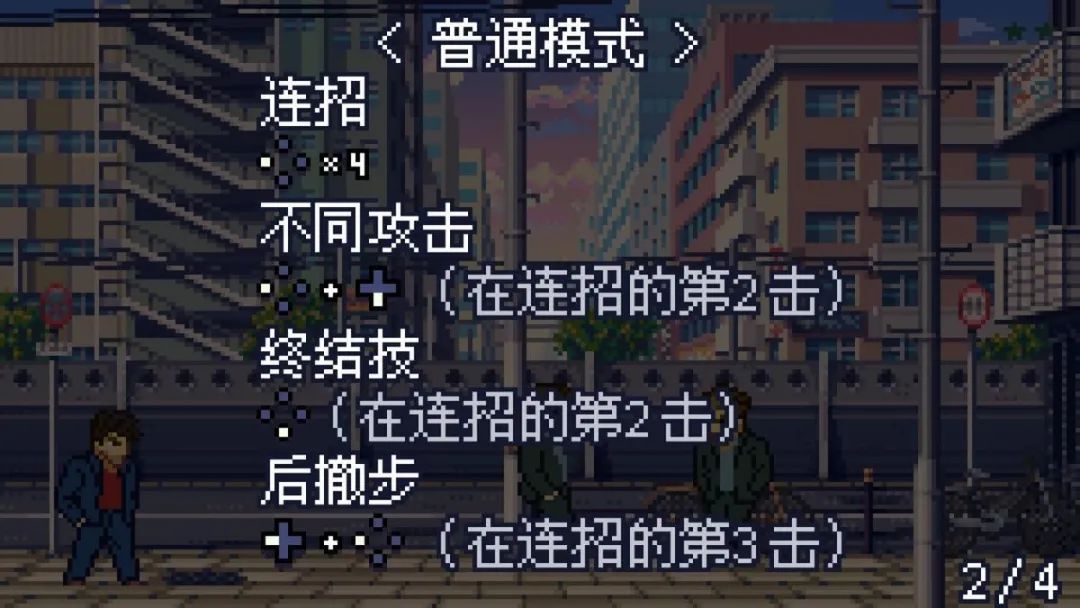 < 普通模式 >
连招
× 4
不同攻击
+ （在连招的第2击）
终结技
（在连招的第2击）
后撤步
+ （在连招的第3击）
2/4